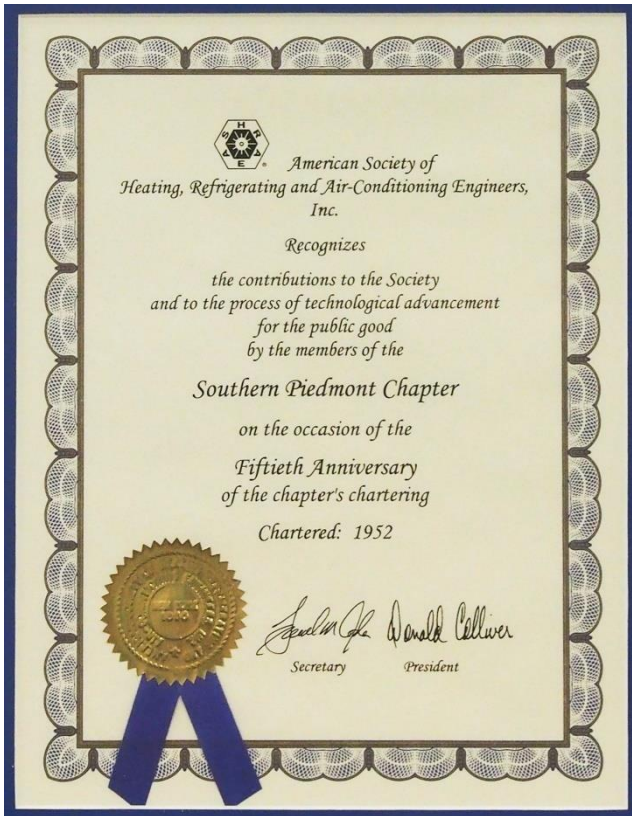 ASHRAE
American Society of
Heating, Refrigerating and Air-Conditioning Engineers,
Inc.
Recognizes
the contributions to the Society
and to the process of technological advancement
for the public good
by the members of the
Southern Piedmont Chapter
on the occasion of the
Fiftieth Anniversary
of the chapter's chartering
Chartered: 1952
Donald Colliver
Secretary President